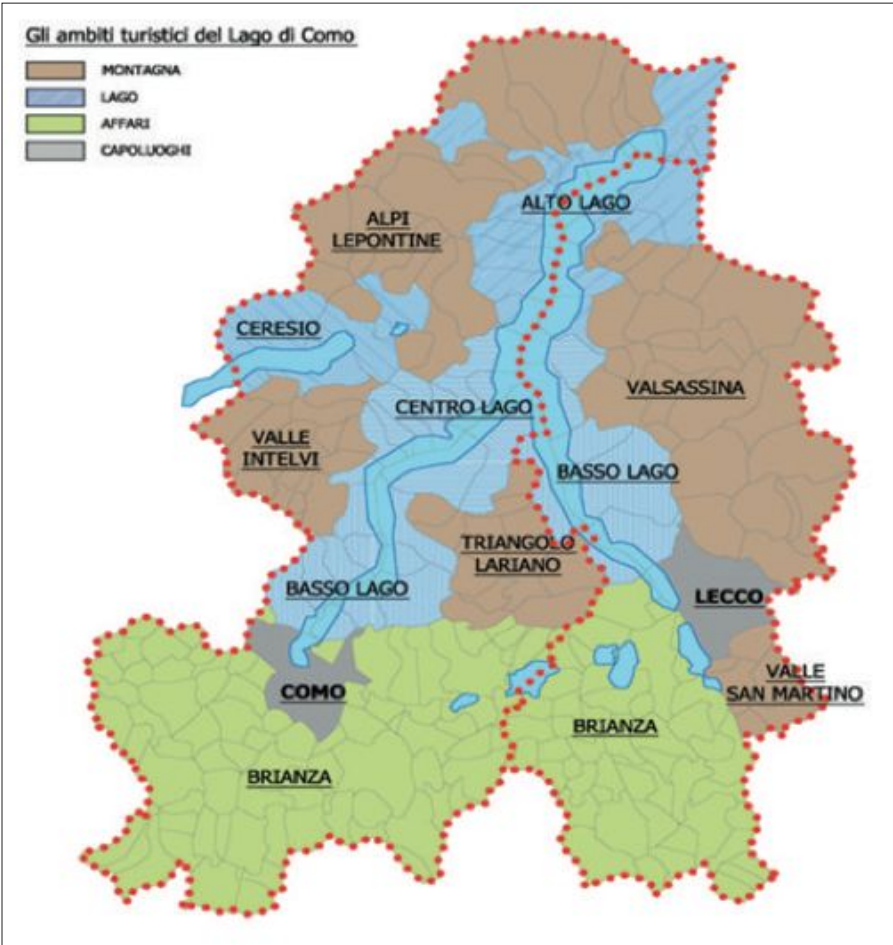 Gli ambiti turistici del Lago di Como
MONTAGNA
LAGO
AFFARI
CAPOLUOGHI
ALTO LAGO
ALPI
LEPONTINE
CERESIO
VALSASSINA
CENTRO LAGO
VALLE
INTELVI
BASSO LAGO
TRIANGOLO
LARIANO
BASSO LAGO
LECCO
VALLE
SAN MARTINO
COMO
BRIANZA
BRIANZA